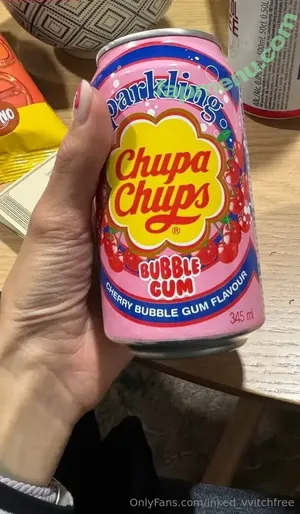 Sparkling
Chupa
Chups
®
BUBBLE
GUM
CHERRY BUBBLE GUM FLAVOUR
345 ml
OnlyFans.com/inked_vvitchfree